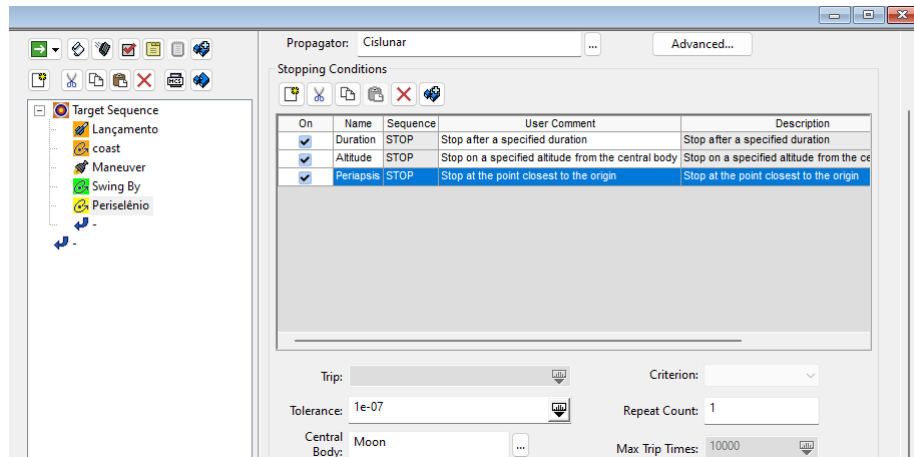 Propagator: Cislunar ... Advanced...
Stopping Conditions
Target Sequence
Lançamento
coast
Maneuver
Swing By
Periselênio
-
-
On Name Sequence User Comment Description
Duration STOP Stop after a specified duration Stop after a specified duration
Altitude STOP Stop on a specified altitude from the central body Stop on a specified altitude from the ce
Periapsis STOP Stop at the point closest to the origin Stop at the point closest to the origin
Trip: Criterion:
Tolerance: 1e-07 Repeat Count: 1
Central Body: Moon ... Max Trip Times: 10000